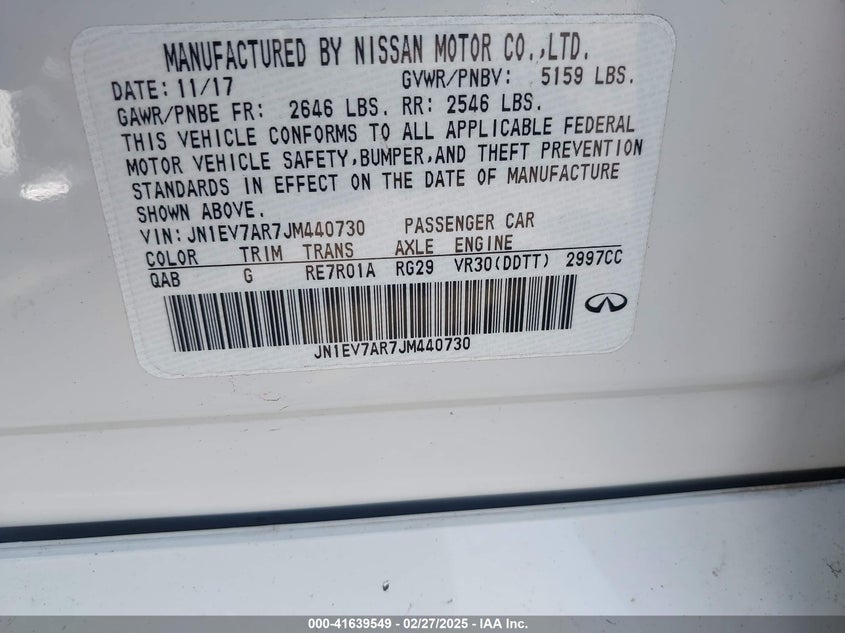 MANUFACTURED BY NISSAN MOTOR CO.,LTD.
DATE: 11/17 GVWR/PNBV: 5159 LBS.
GAWR/PNBE FR: 2646 LBS. RR: 2546 LBS.
THIS VEHICLE CONFORMS TO ALL APPLICABLE FEDERAL
MOTOR VEHICLE SAFETY,BUMPER,AND THEFT PREVENTION
STANDARDS IN EFFECT ON THE DATE OF MANUFACTURE
SHOWN ABOVE.
VIN:JN1EV7AR7JM440730 PASSENGER CAR
COLOR TRIM TRANS AXLE ENGINE
QAB G RE7R01A RG29 VR30(DDTT) 2997CC
JN1EV7AR7JM440730
000-41639549 - 02/27/2025 - IAA Inc.